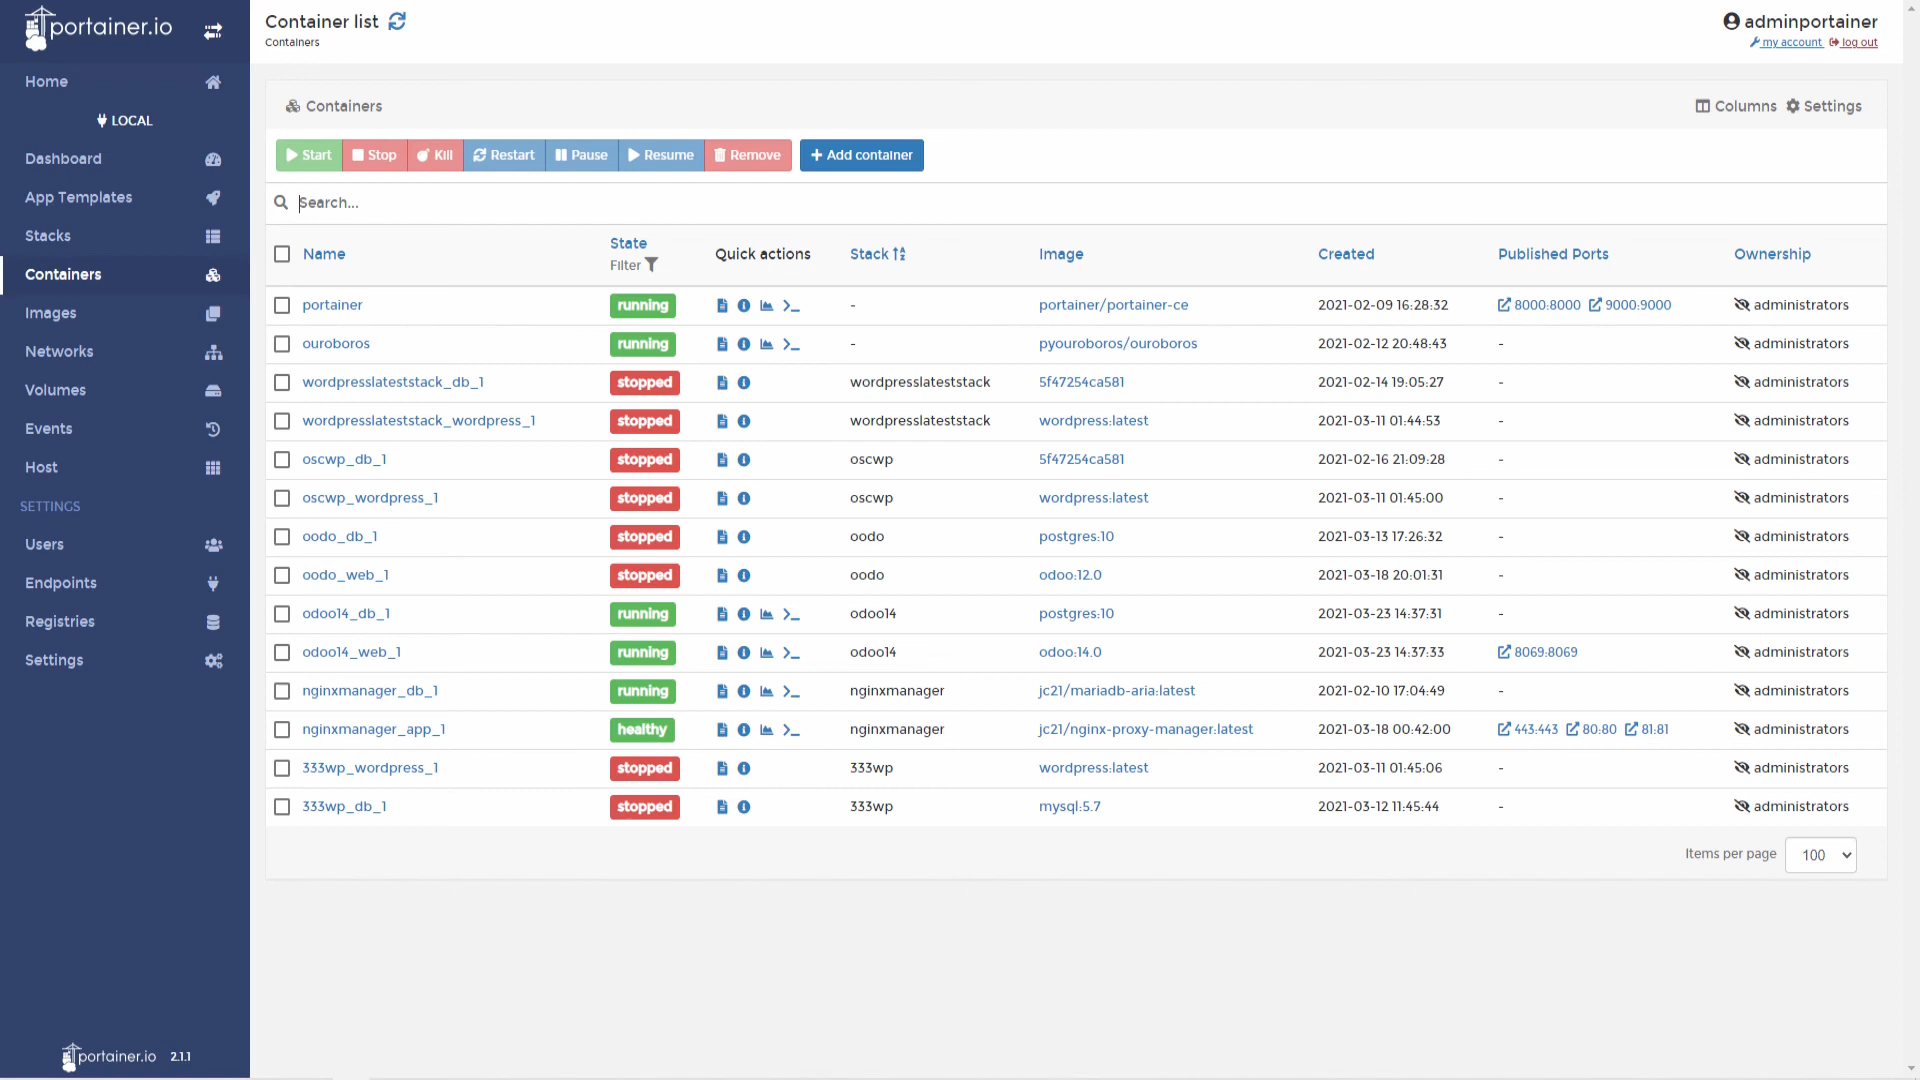 portainer.io
Container list
Containers
adminportainer
my account log out
Home
LOCAL
Dashboard
App Templates
Stacks
Containers
Images
Networks
Volumes
Events
Host
SETTINGS
Users
Endpoints
Registries
Settings
portainer.io 2.1.1
Containers
Columns Settings
Start Stop Kill Restart Pause Resume Remove Add container
Search...
Name State Filter Quick actions Stack Image Created Published Ports Ownership
portainer running - portainer/portainer-ce 2021-02-09 16:28:32 8000:8000 9000:9000 administrators
ouroboros running - pyouroboros/ouroboros 2021-02-12 20:48:43 - administrators
wordpresslateststack_db_1 stopped wordpresslateststack 5f47254ca581 2021-02-14 19:05:27 - administrators
wordpresslateststack_wordpress_1 stopped wordpresslateststack wordpress:latest 2021-03-11 01:44:53 - administrators
oscwp_db_1 stopped oscwp 5f47254ca581 2021-02-16 21:09:28 - administrators
oscwp_wordpress_1 stopped oscwp wordpress:latest 2021-03-11 01:45:00 - administrators
oodo_db_1 stopped oodo postgres:10 2021-03-13 17:26:32 - administrators
oodo_web_1 stopped oodo odoo:12.0 2021-03-18 20:01:31 - administrators
odoo14_db_1 running odoo14 postgres:10 2021-03-23 14:37:31 - administrators
odoo14_web_1 running odoo14 odoo:14.0 2021-03-23 14:37:33 8069:8069 administrators
nginxmanager_db_1 running nginxmanager jc21/mariadb-aria:latest 2021-02-10 17:04:49 - administrators
nginxmanager_app_1 healthy nginxmanager jc21/nginx-proxy-manager:latest 2021-03-18 00:42:00 443:443 80:80 81:81 administrators
333wp_wordpress_1 stopped 333wp wordpress:latest 2021-03-11 01:45:06 - administrators
333wp_db_1 stopped 333wp mysql:5.7 2021-03-12 11:45:44 - administrators
Items per page 100